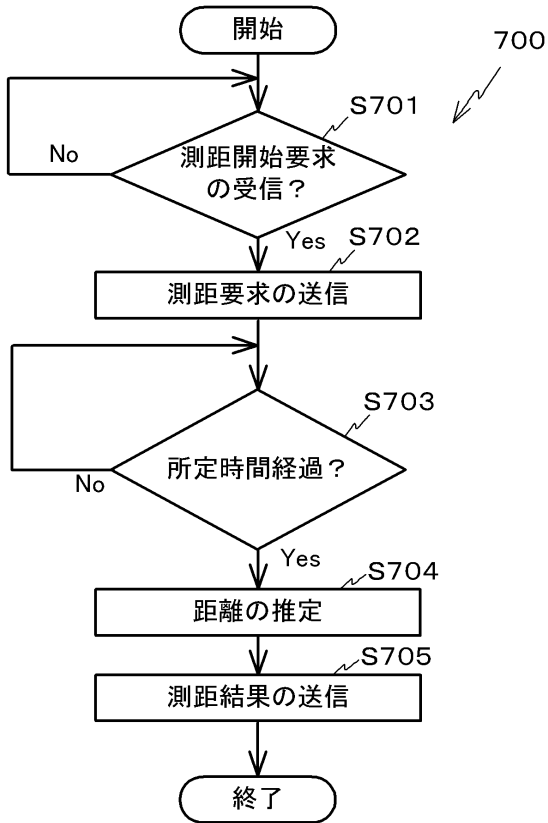 開始
700
S701
測距開始要求
の受信？
No
Yes
S702
測距要求の送信
S703
所定時間経過？
No
Yes
S704
距離の推定
S705
測距結果の送信
終了